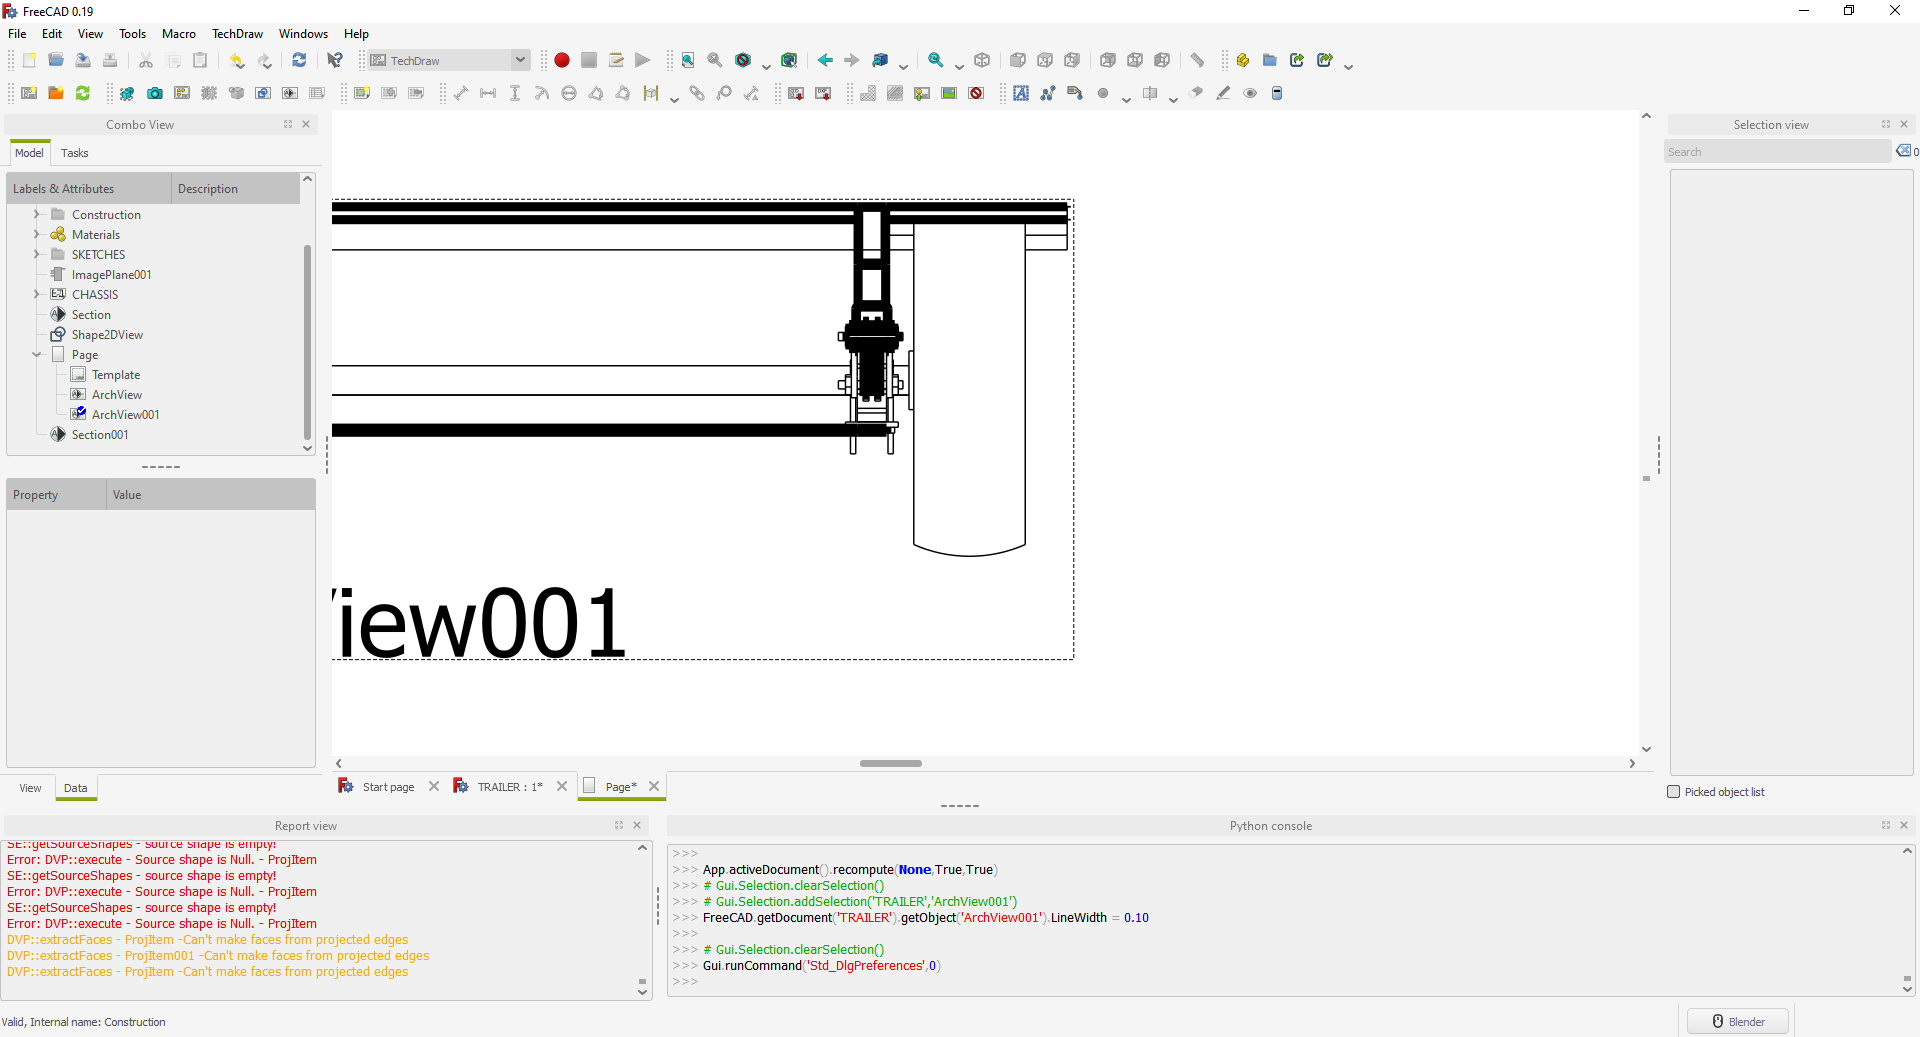 FreeCAD 0.19
File Edit View Tools Macro TechDraw Windows Help
TechDraw
Combo View
Model Tasks
Labels & Attributes Description
Construction
Materials
SKETCHES
ImagePlane001
CHASSIS
Section
Shape2DView
Page
Template
ArchView
ArchView001
Section001
Property Value
View Data
View001
Start page TRAILER : 1* Page*
Selection view
Search
0
Picked object list
Report view
SE::getSourceShapes - source shape is empty!
Error: DVP::execute - Source shape is Null. - ProjItem
SE::getSourceShapes - source shape is empty!
Error: DVP::execute - Source shape is Null. - ProjItem
SE::getSourceShapes - source shape is empty!
Error: DVP::execute - Source shape is Null. - ProjItem
DVP::extractFaces - ProjItem -Can't make faces from projected edges
DVP::extractFaces - ProjItem001 -Can't make faces from projected edges
DVP::extractFaces - ProjItem -Can't make faces from projected edges
Python console
>>>
>>> App.activeDocument().recompute(None,True,True)
>>> # Gui.Selection.clearSelection()
>>> # Gui.Selection.addSelection('TRAILER','ArchView001')
>>> FreeCAD.getDocument('TRAILER').getObject('ArchView001').LineWidth = 0.10
>>>
>>> # Gui.Selection.clearSelection()
>>> Gui.runCommand('Std_DlgPreferences',0)
>>>
Valid, Internal name: Construction
Blender